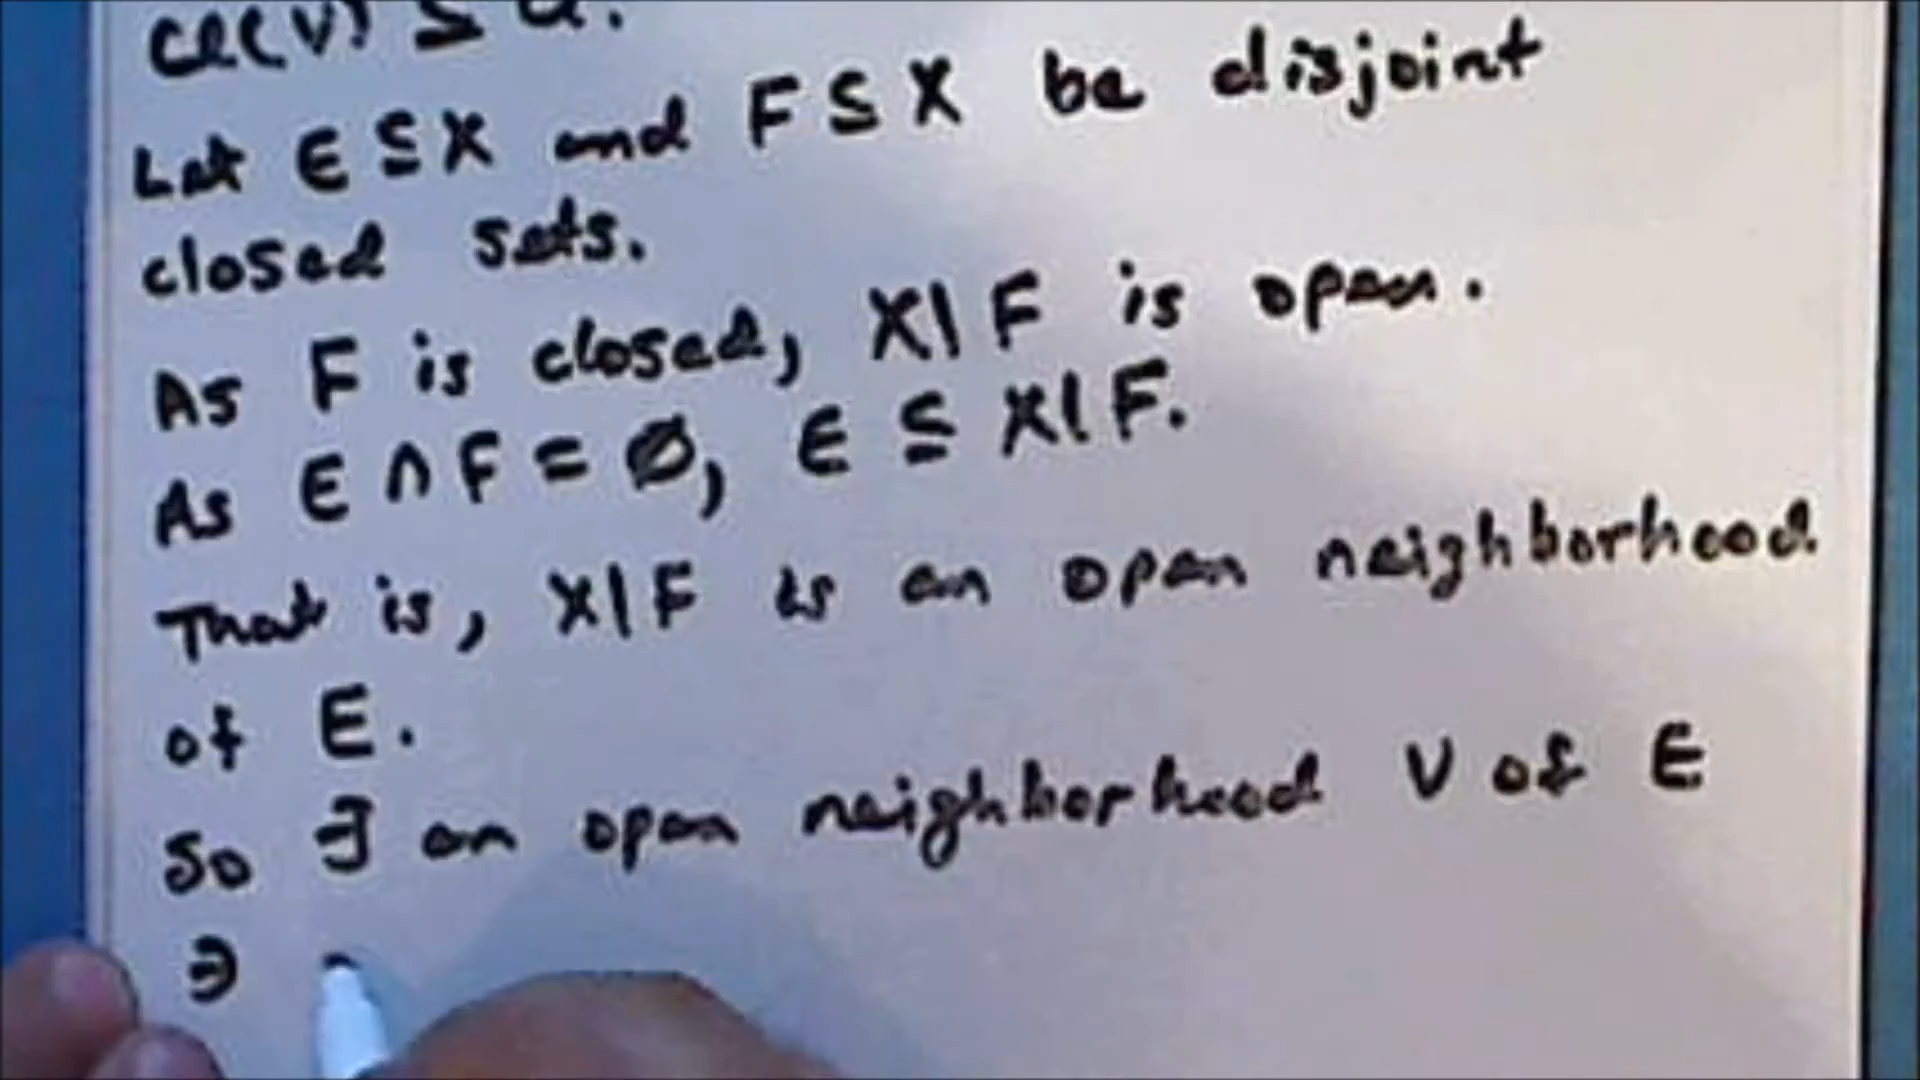 cl(V) ⊆ U.
Let E ⊆ X and F ⊆ X be disjoint
closed sets.
As F is closed, X\F is open.
As E ∩ F = Ø, E ⊆ X\F.
That is, X\F is an open neighborhood
of E.
So ∃ an open neighborhood V of E
∋